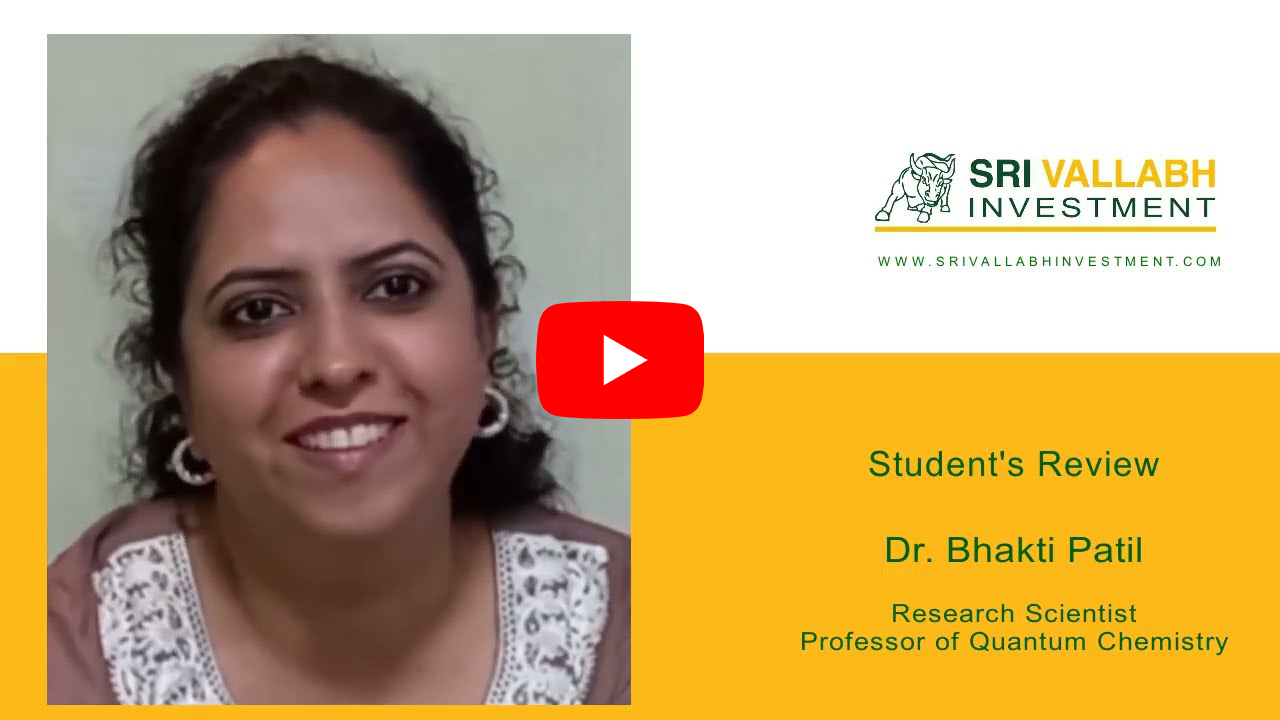 SRI VALLABH
INVESTMENT
WWW.SRIVALLABHINVESTMENT.COM
Student's Review
Dr. Bhakti Patil
Research Scientist
Professor of Quantum Chemistry